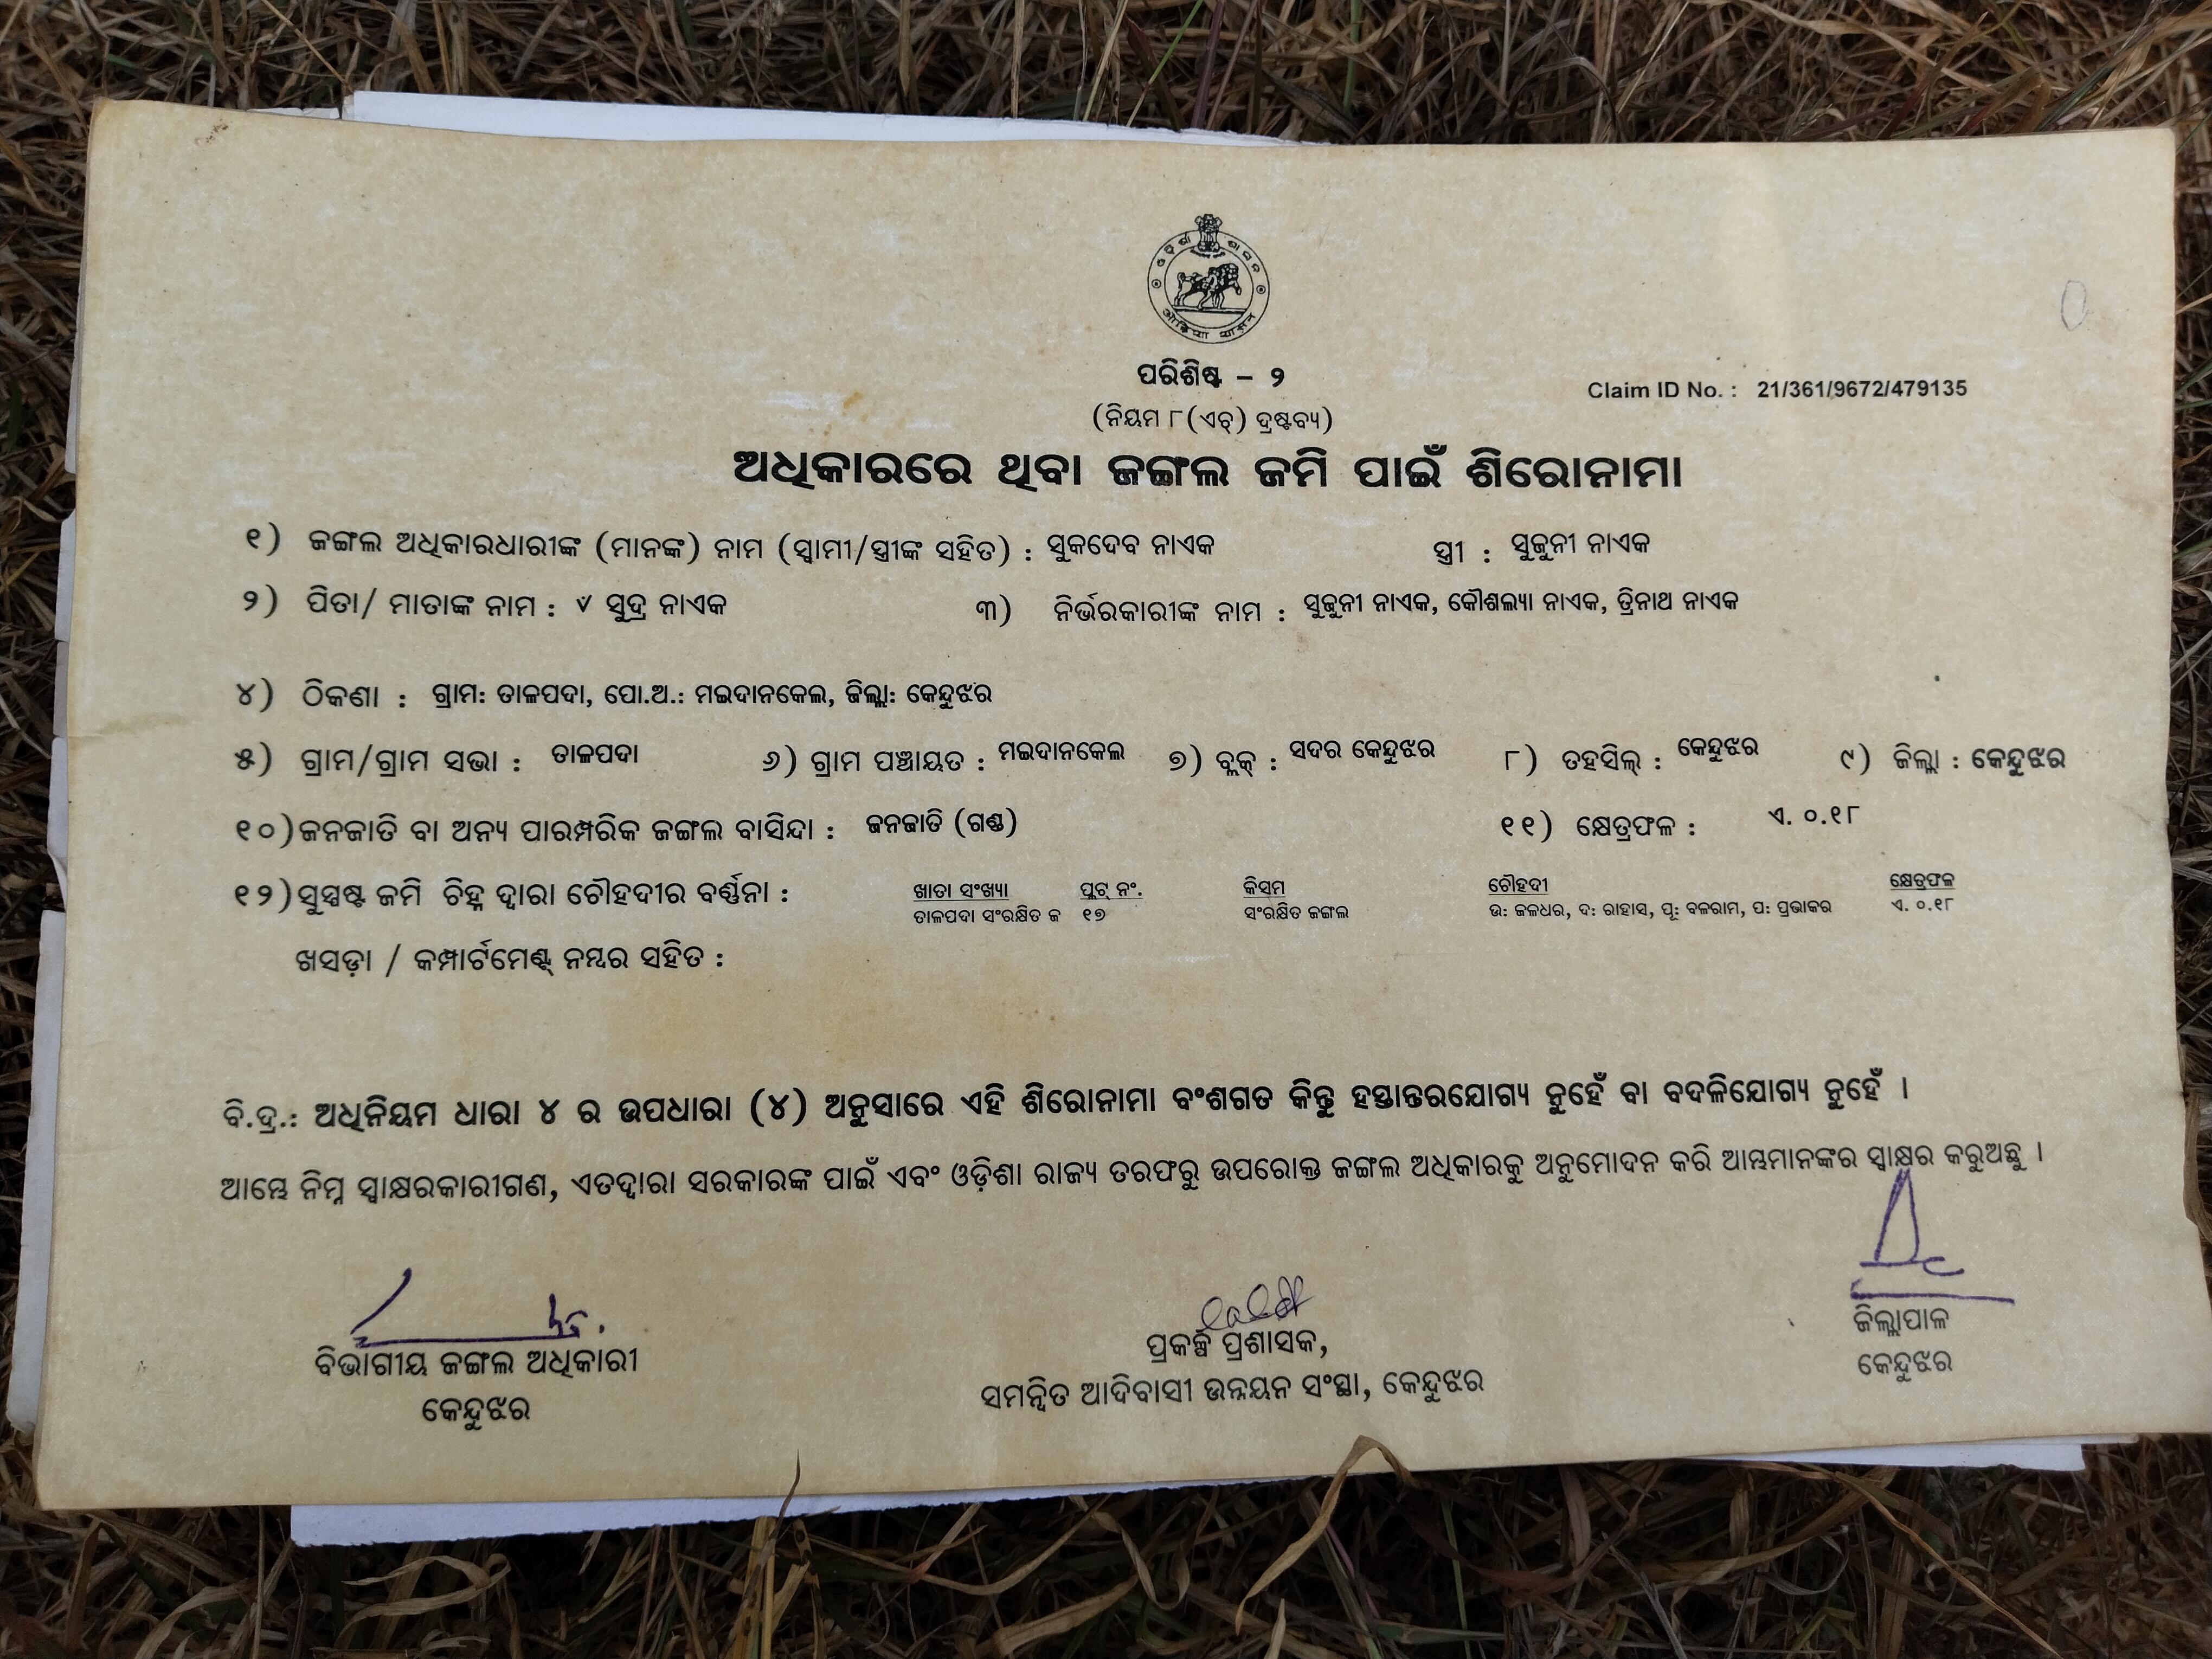 ଓଡ଼ିଶା ଶାସନ
ओड़िशा शासन
ପରିଶିଷ୍ଟ – ୨
Claim ID No. : 21/361/9672/479135
(ନିୟମ ୮(ଏଚ୍) ଦ୍ରଷ୍ଟବ୍ୟ)
ଅଧିକାରରେ ଥିବା ଜଙ୍ଗଲ ଜମି ପାଇଁ ଶିରୋନାମା
୧) ଜଙ୍ଗଲ ଅଧିକାରଧାରୀଙ୍କ (ମାନଙ୍କ) ନାମ (ସ୍ୱାମୀ/ସ୍ତ୍ରୀଙ୍କ ସହିତ) : ସୁକଦେବ ନାଏକ ସ୍ତ୍ରୀ : ସୁକୁନୀ ନାଏକ
୨) ପିତା/ ମାତାଙ୍କ ନାମ : ୰ ସୁଦ୍ର ନାଏକ ୩) ନିର୍ଭରକାରୀଙ୍କ ନାମ : ସୁକୁନୀ ନାଏକ, କୌଶଲ୍ୟା ନାଏକ, ତ୍ରିନାଥ ନାଏକ
୪) ଠିକଣା : ଗ୍ରାମ: ତାଳପଦା, ପୋ.ଅ.: ମଇଦାନକେଲ, ଜିଲ୍ଲା: କେନ୍ଦୁଝର
୫) ଗ୍ରାମ/ଗ୍ରାମ ସଭା : ତାଳପଦା ୬) ଗ୍ରାମ ପଞ୍ଚାୟତ : ମଇଦାନକେଲ ୭) ବ୍ଲକ୍ : ସଦର କେନ୍ଦୁଝର ୮) ତହସିଲ୍ : କେନ୍ଦୁଝର ୯) ଜିଲ୍ଲା : କେନ୍ଦୁଝର
୧୦) ଜନଜାତି ବା ଅନ୍ୟ ପାରମ୍ପରିକ ଜଙ୍ଗଲ ବାସିନ୍ଦା : ଜନଜାତି (ଗଣ୍ଡ) ୧୧) କ୍ଷେତ୍ରଫଳ : ଏ. ୦.୧୮
୧୨) ସୁସ୍ପଷ୍ଟ ଜମି ଚିହ୍ନ ଦ୍ୱାରା ଚୌହଦୀର ବର୍ଣ୍ଣନା : ଖାତା ସଂଖ୍ୟା ପ୍ଲଟ୍ ନଂ. କିସମ ଚୌହଦୀ କ୍ଷେତ୍ରଫଳ
ତାଳପଦା ସଂରକ୍ଷିତ ଜ ୧୭ ସଂରକ୍ଷିତ ଜଙ୍ଗଲ ଉ: ଜଳଧର, ଦ: ରାହାସ, ପୂ: ବଳରାମ, ପ: ପ୍ରଭାକର ଏ. ୦.୧୮
ଖସଡ଼ା / କମ୍ପାର୍ଟମେଣ୍ଟ୍ ନମ୍ବର ସହିତ :
ବି.ଦ୍ର.: ଅଧିନିୟମ ଧାରା ୪ ର ଉପଧାରା (୪) ଅନୁସାରେ ଏହି ଶିରୋନାମା ବଂଶଗତ କିନ୍ତୁ ହସ୍ତାନ୍ତରଯୋଗ୍ୟ ନୁହେଁ ବା ବଦଳିଯୋଗ୍ୟ ନୁହେଁ ।
ଆମ୍ଭେ ନିମ୍ନ ସ୍ୱାକ୍ଷରକାରୀଗଣ, ଏତଦ୍ୱାରା ସରକାରଙ୍କ ପାଇଁ ଏବଂ ଓଡ଼ିଶା ରାଜ୍ୟ ତରଫରୁ ଉପରୋକ୍ତ ଜଙ୍ଗଲ ଅଧିକାରକୁ ଅନୁମୋଦନ କରି ଆମ୍ଭମାନଙ୍କର ସ୍ୱାକ୍ଷର କରୁଅଛୁ ।
ବିଭାଗୀୟ ଜଙ୍ଗଲ ଅଧିକାରୀ
କେନ୍ଦୁଝର
ପ୍ରକଳ୍ପ ପ୍ରଶାସକ,
ସମନ୍ୱିତ ଆଦିବାସୀ ଉନ୍ନୟନ ସଂସ୍ଥା, କେନ୍ଦୁଝର
ଜିଲ୍ଲାପାଳ
କେନ୍ଦୁଝର